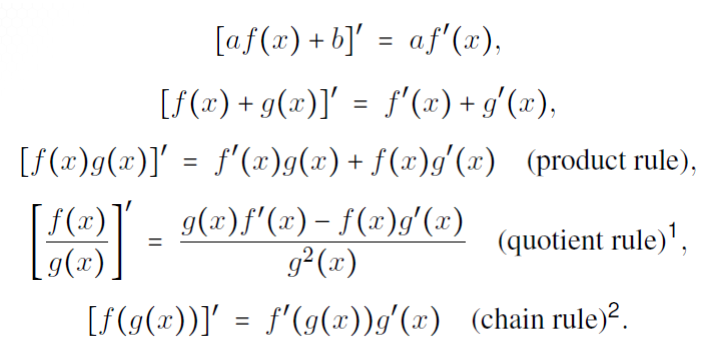 [af(x) + b]′ = af′(x),
[f(x) + g(x)]′ = f′(x) + g′(x),
[f(x)g(x)]′ = f′(x)g(x) + f(x)g′(x) (product rule),
[f(x)/g(x)]′ = (g(x)f′(x) − f(x)g′(x))/g²(x) (quotient rule)¹,
[f(g(x))]′ = f′(g(x))g′(x) (chain rule)².